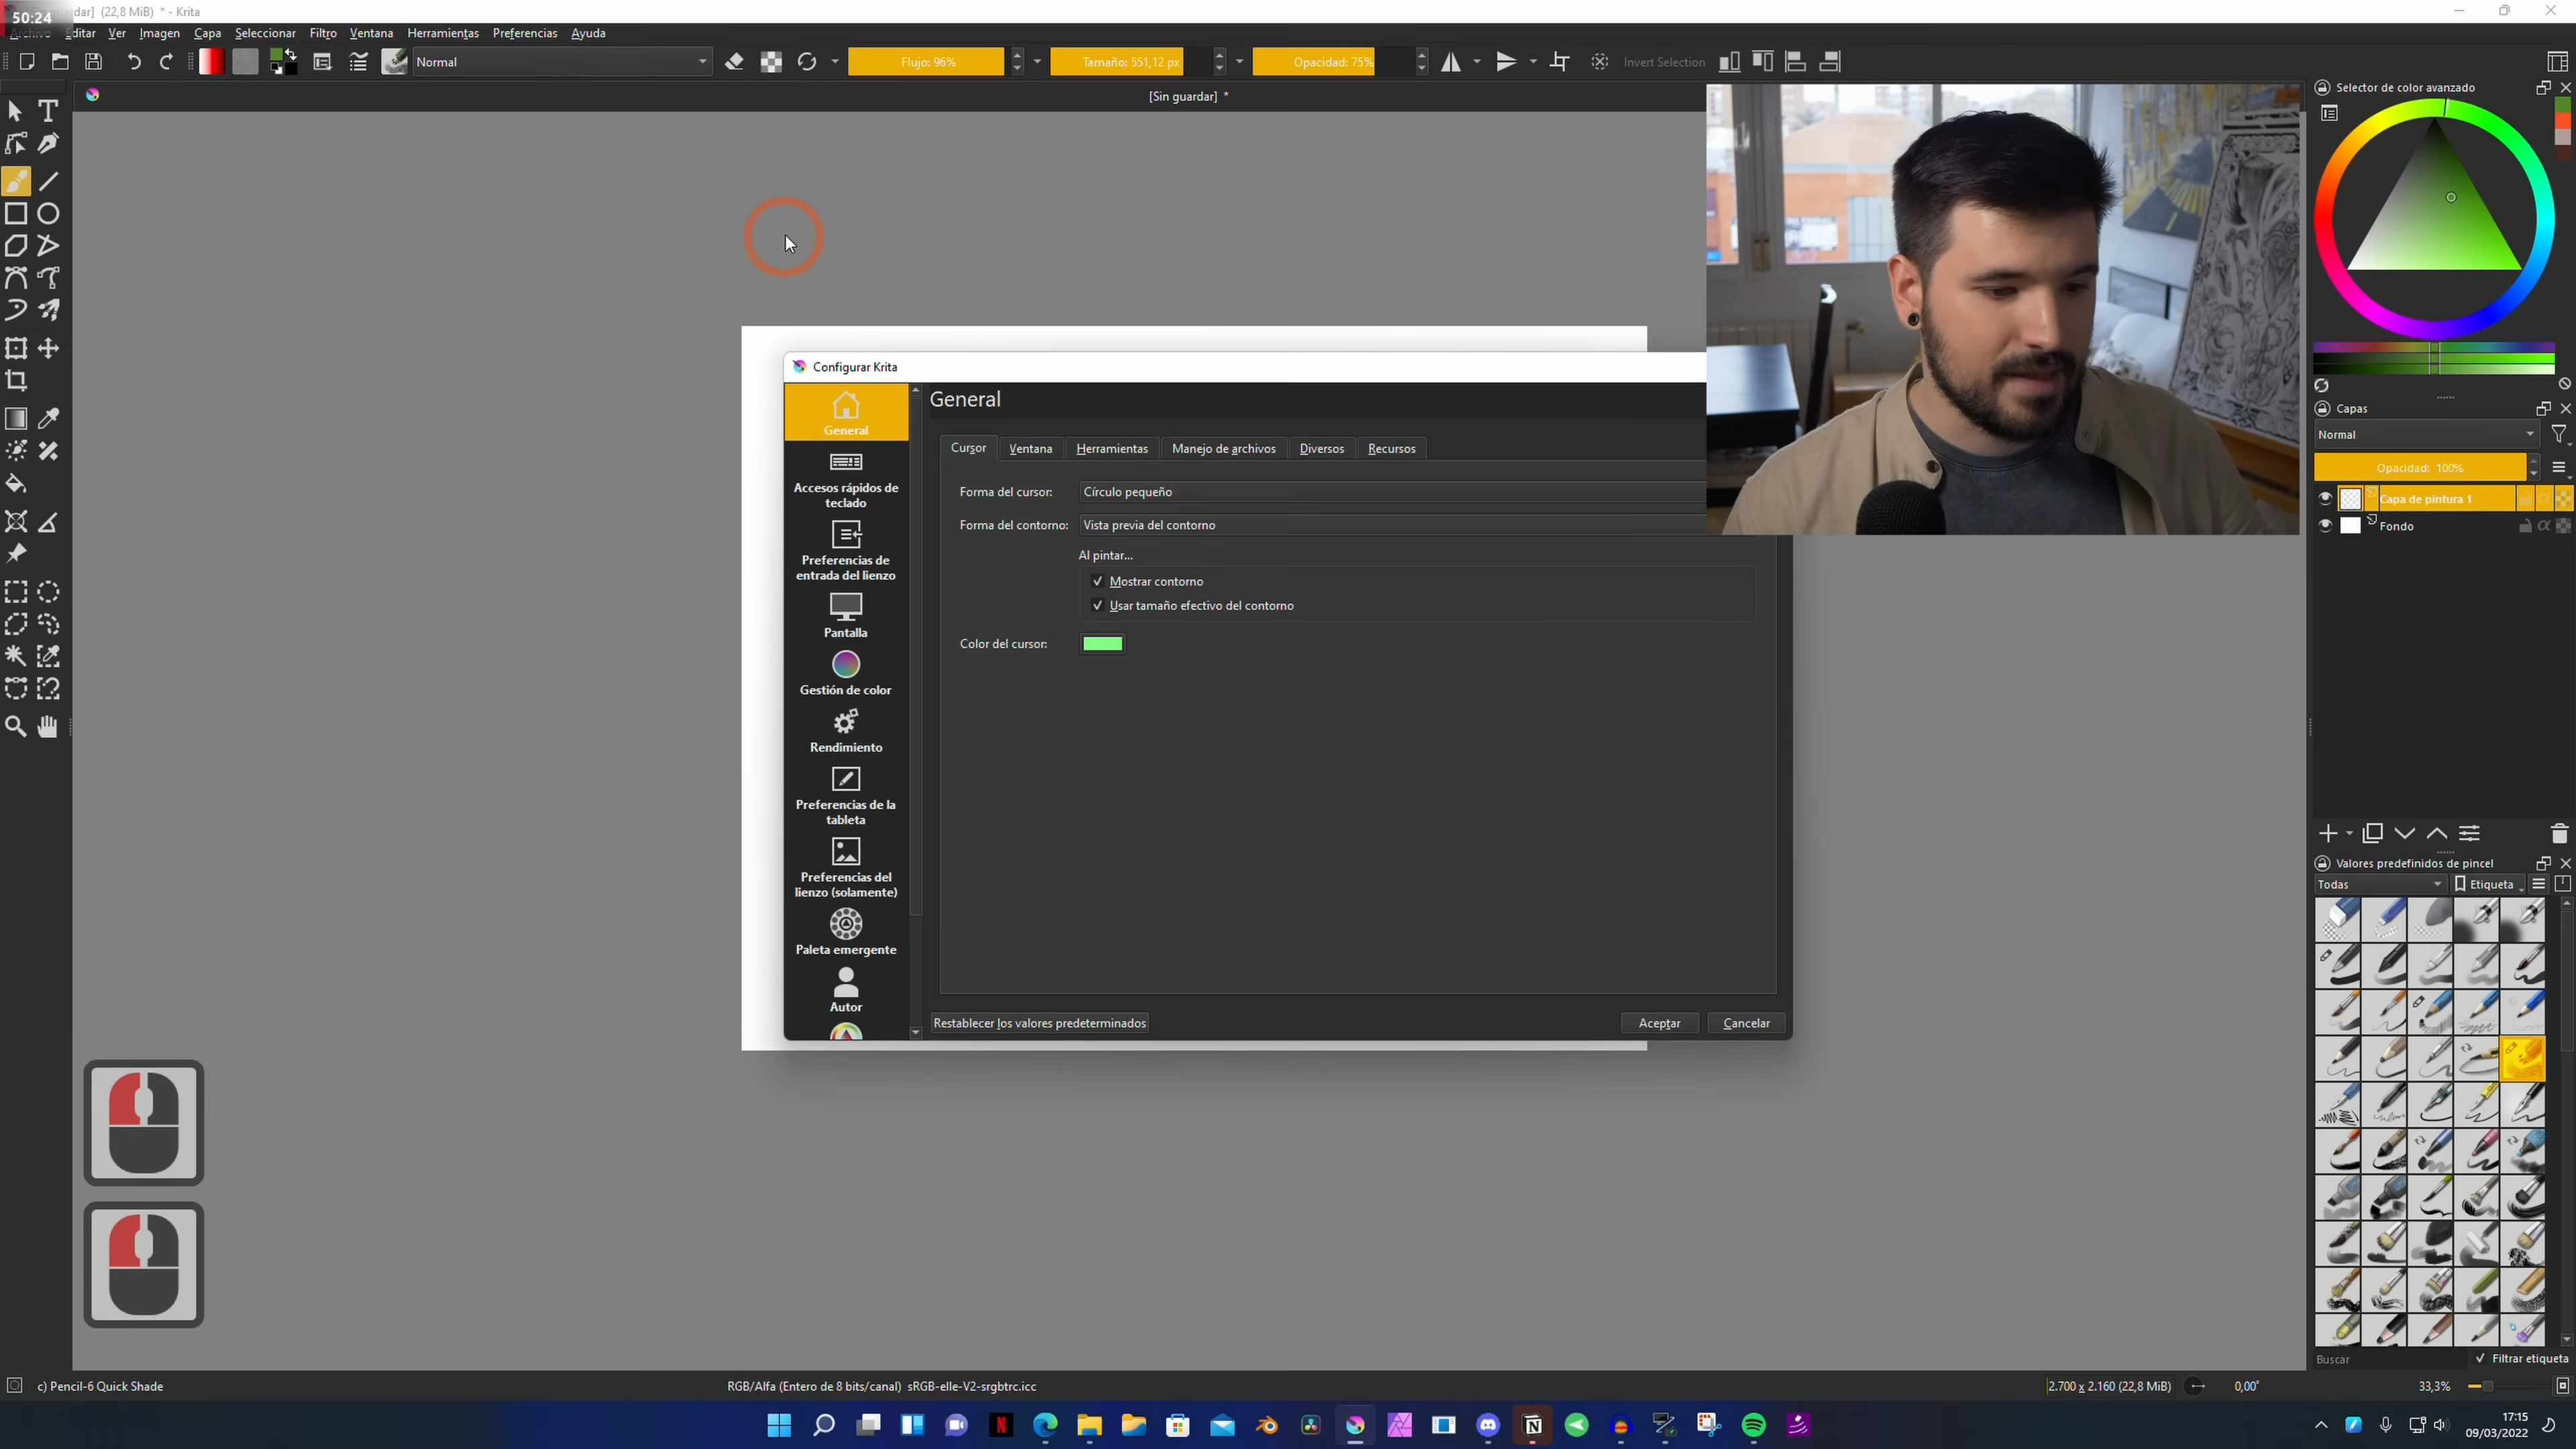 50:24
dar] (22,8 MiB) * - Krita
Archivo Editar Ver Imagen Capa Seleccionar Filtro Ventana Herramientas Preferencias Ayuda
Normal
Flujo: 96%
Tamaño: 551,12 px
Opacidad: 75%
Invert Selection
[Sin guardar] *
Selector de color avanzado
Configurar Krita
General
General
Accesos rápidos de
teclado
Preferencias de
entrada del lienzo
Pantalla
Gestión de color
Rendimiento
Preferencias de la
tableta
Preferencias del
lienzo (solamente)
Paleta emergente
Autor
Cursor Ventana Herramientas Manejo de archivos Diversos Recursos
Forma del cursor: Círculo pequeño
Forma del contorno: Vista previa del contorno
Al pintar...
Mostrar contorno
Usar tamaño efectivo del contorno
Color del cursor:
Restablecer los valores predeterminados
Aceptar
Cancelar
Capas
Normal
Opacidad: 100%
Capa de pintura 1
Fondo
Valores predefinidos de pincel
Todas
Etiqueta
Buscar
Filtrar etiqueta
c) Pencil-6 Quick Shade
RGB/Alfa (Entero de 8 bits/canal) sRGB-elle-V2-srgbtrc.icc
2.700 x 2.160 (22,8 MiB)
0,00°
33,3%
17:15
09/03/2022